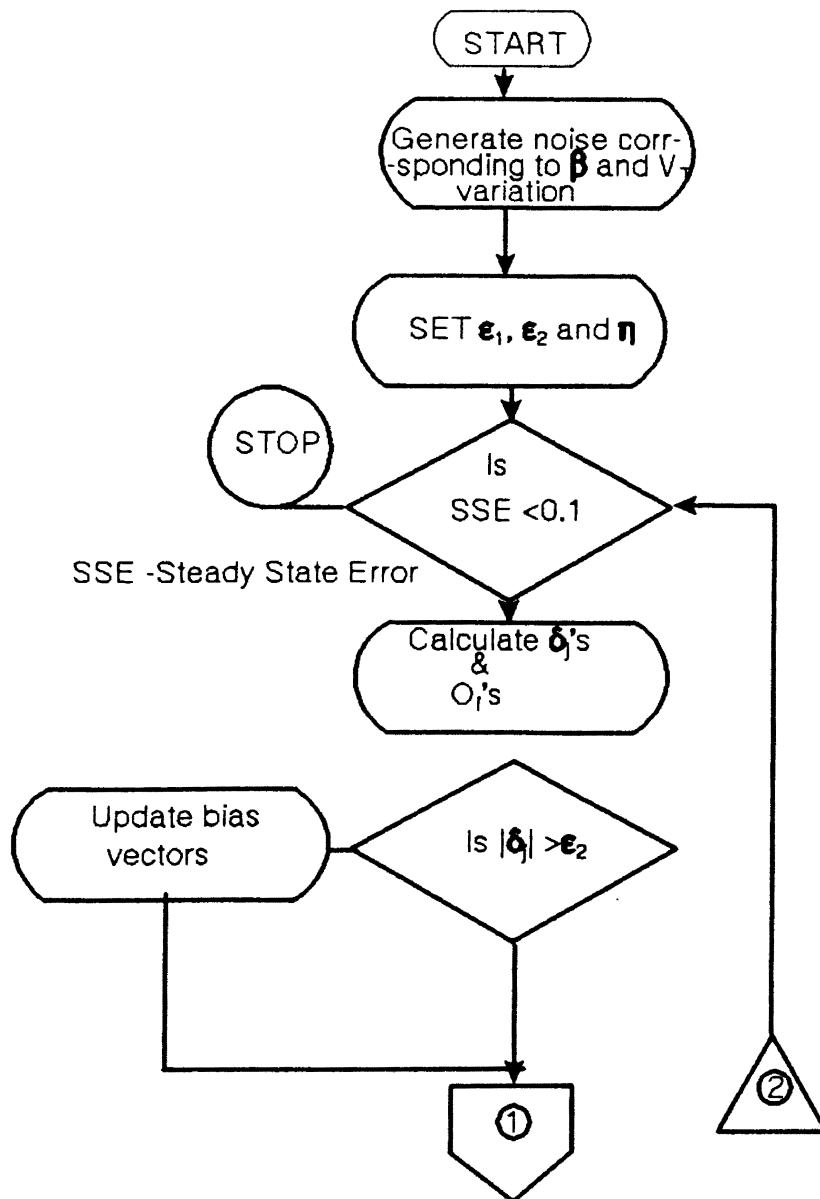 START
Generate noise corr-
-sponding to β and V_T
variation
SET ε₁, ε₂ and η
STOP
Is
SSE <0.1
SSE -Steady State Error
Calculate δⱼ's
&
Oᵢ's
Update bias
vectors
Is |δⱼ| >ε₂
①
②